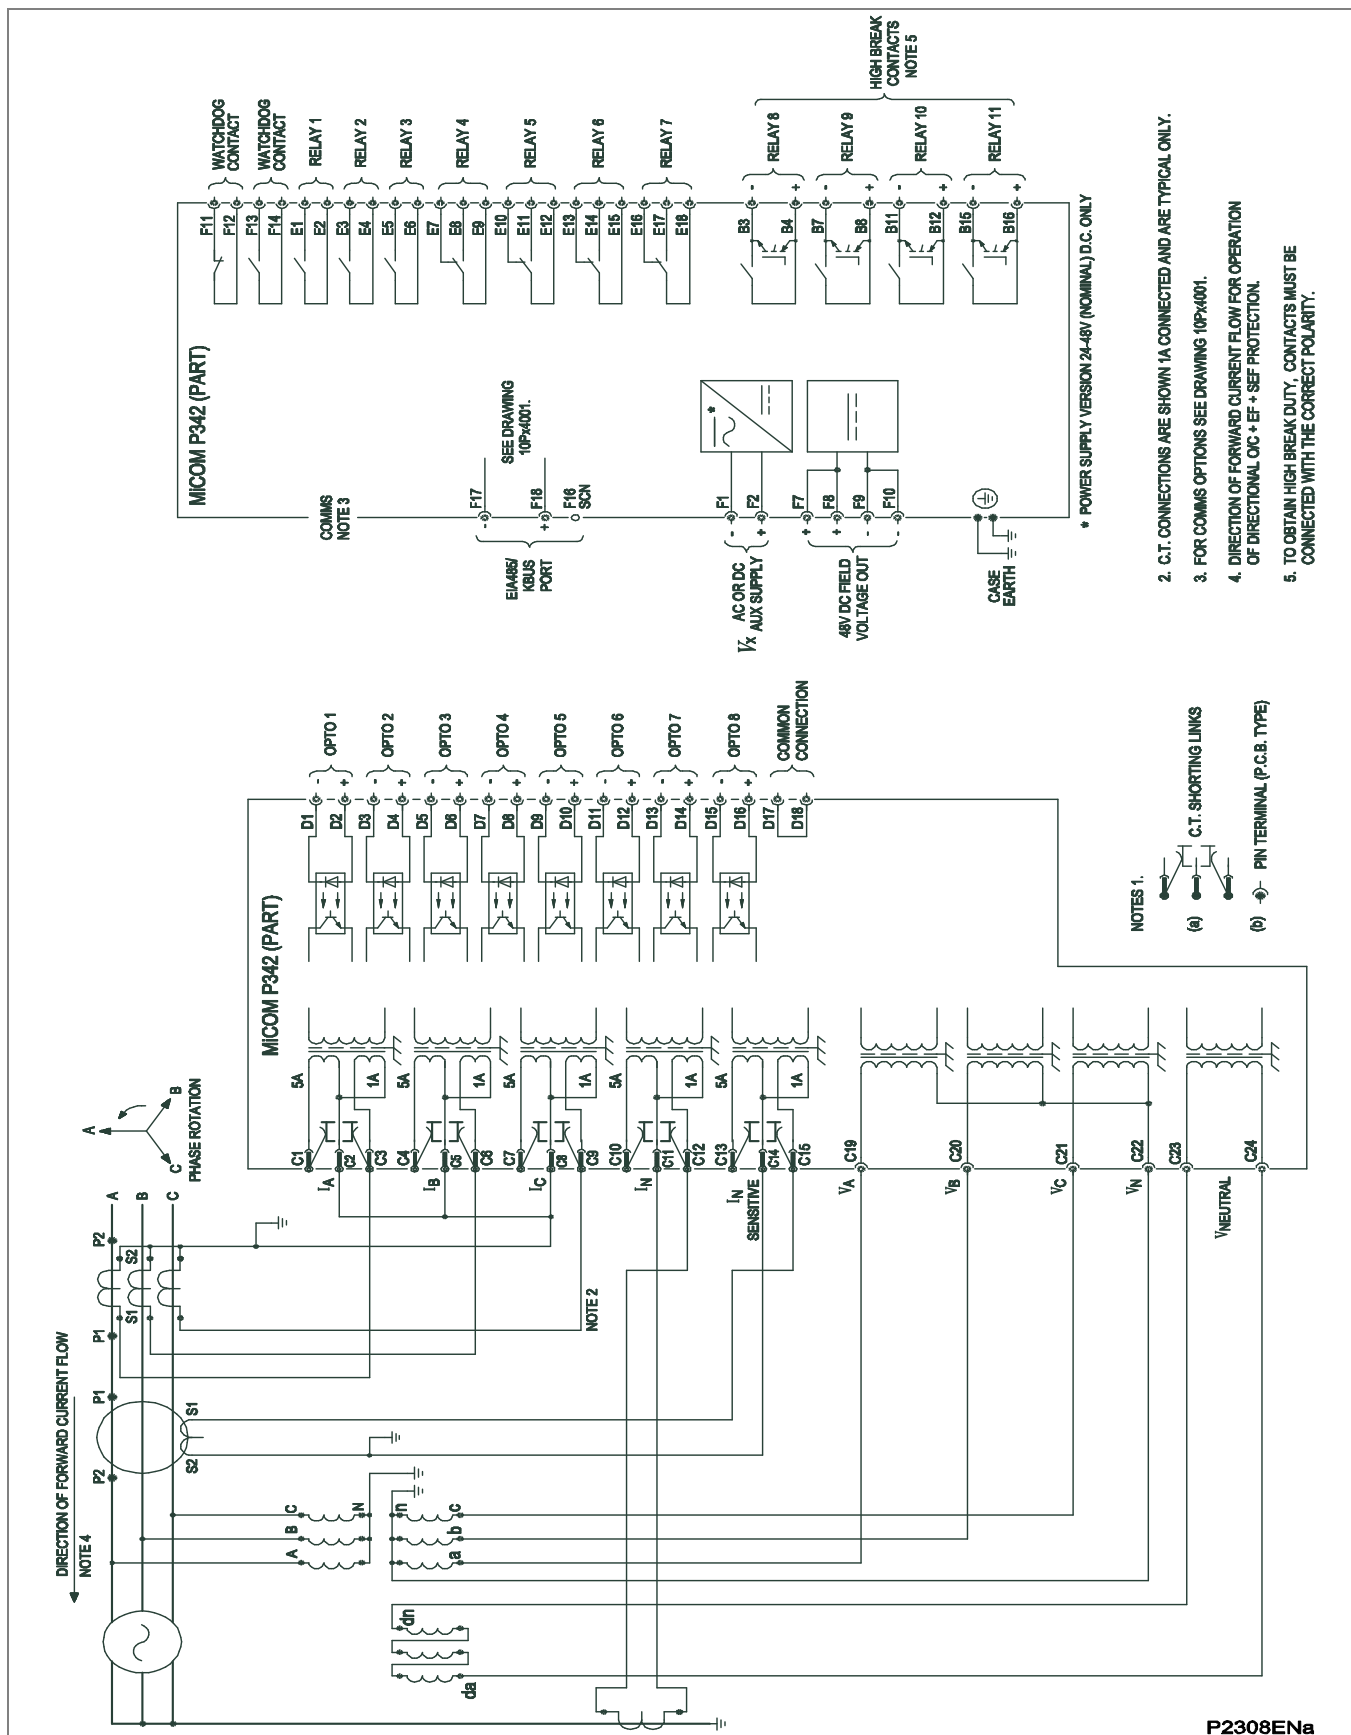 MiCOM P342 (PART)
WATCHDOG
CONTACT
WATCHDOG
CONTACT
RELAY 1
RELAY 2
RELAY 3
RELAY 4
RELAY 5
RELAY 6
RELAY 7
HIGH BREAK
CONTACTS
NOTE 5
RELAY 8
RELAY 9
RELAY 10
RELAY 11
- + - + - + - +
F11
F12
F13
F14
E1
E2
E3
E4
E5
E6
E7
E8
E9
E10
E11
E12
E13
E14
E15
E16
E17
E18
B3
B4
B7
B8
B11
B12
B15
B16
COMMS
NOTE 3
SEE DRAWING
10Px4001.
F17
F18
F16
SCN
- +
EIA485/
KBUS
PORT
*
F1
F2
F7
F8
F9
F10
- + + + - -
Vx
AC OR DC
AUX SUPPLY
48V DC FIELD
VOLTAGE OUT
CASE
EARTH
* POWER SUPPLY VERSION 24-48V (NOMINAL) D.C. ONLY
2. C.T. CONNECTIONS ARE SHOWN 1A CONNECTED AND ARE TYPICAL ONLY.
3. FOR COMMS OPTIONS SEE DRAWING 10Px4001.
4. DIRECTION OF FORWARD CURRENT FLOW FOR OPERATION
OF DIRECTIONAL O/C + EF + SEF PROTECTION.
5. TO OBTAIN HIGH BREAK DUTY, CONTACTS MUST BE
CONNECTED WITH THE CORRECT POLARITY.
MiCOM P342 (PART)
OPTO 1
OPTO 2
OPTO 3
OPTO 4
OPTO 5
OPTO 6
OPTO 7
OPTO 8
COMMON
CONNECTION
- + - + - + - + - + - + - + - +
D1
D2
D3
D4
D5
D6
D7
D8
D9
D10
D11
D12
D13
D14
D15
D16
D17
D18
5A
1A
5A
1A
5A
1A
5A
1A
5A
1A
C1
C2
C3
C4
C5
C6
C7
C8
C9
C10
C11
C12
C13
C14
C15
C19
C20
C21
C22
C23
C24
IA
IB
IC
IN
IN
SENSITIVE
VA
VB
VC
VN
VNEUTRAL
NOTES 1.
(a)
C.T. SHORTING LINKS
(b)
PIN TERMINAL (P.C.B. TYPE)
A
B
C
PHASE ROTATION
A
B
C
P2
S2
S1
P1
NOTE 2
P1
S1
S2
P2
DIRECTION OF FORWARD CURRENT FLOW
NOTE 4
C
B
A
N
n
c
b
a
dn
da
P2308ENa